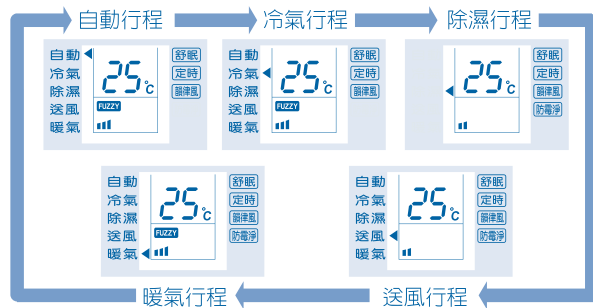 自動行程
冷氣行程
除濕行程
自動
冷氣
除濕
送風
暖氣
25℃
FUZZY
舒眠
定時
韻律風
自動
冷氣
除濕
送風
暖氣
25℃
FUZZY
舒眠
定時
韻律風
25℃
舒眠
定時
韻律風
防霉淨
自動
冷氣
除濕
送風
暖氣
25℃
FUZZY
舒眠
定時
韻律風
防霉淨
自動
冷氣
除濕
送風
暖氣
25℃
舒眠
定時
韻律風
防霉淨
暖氣行程
送風行程